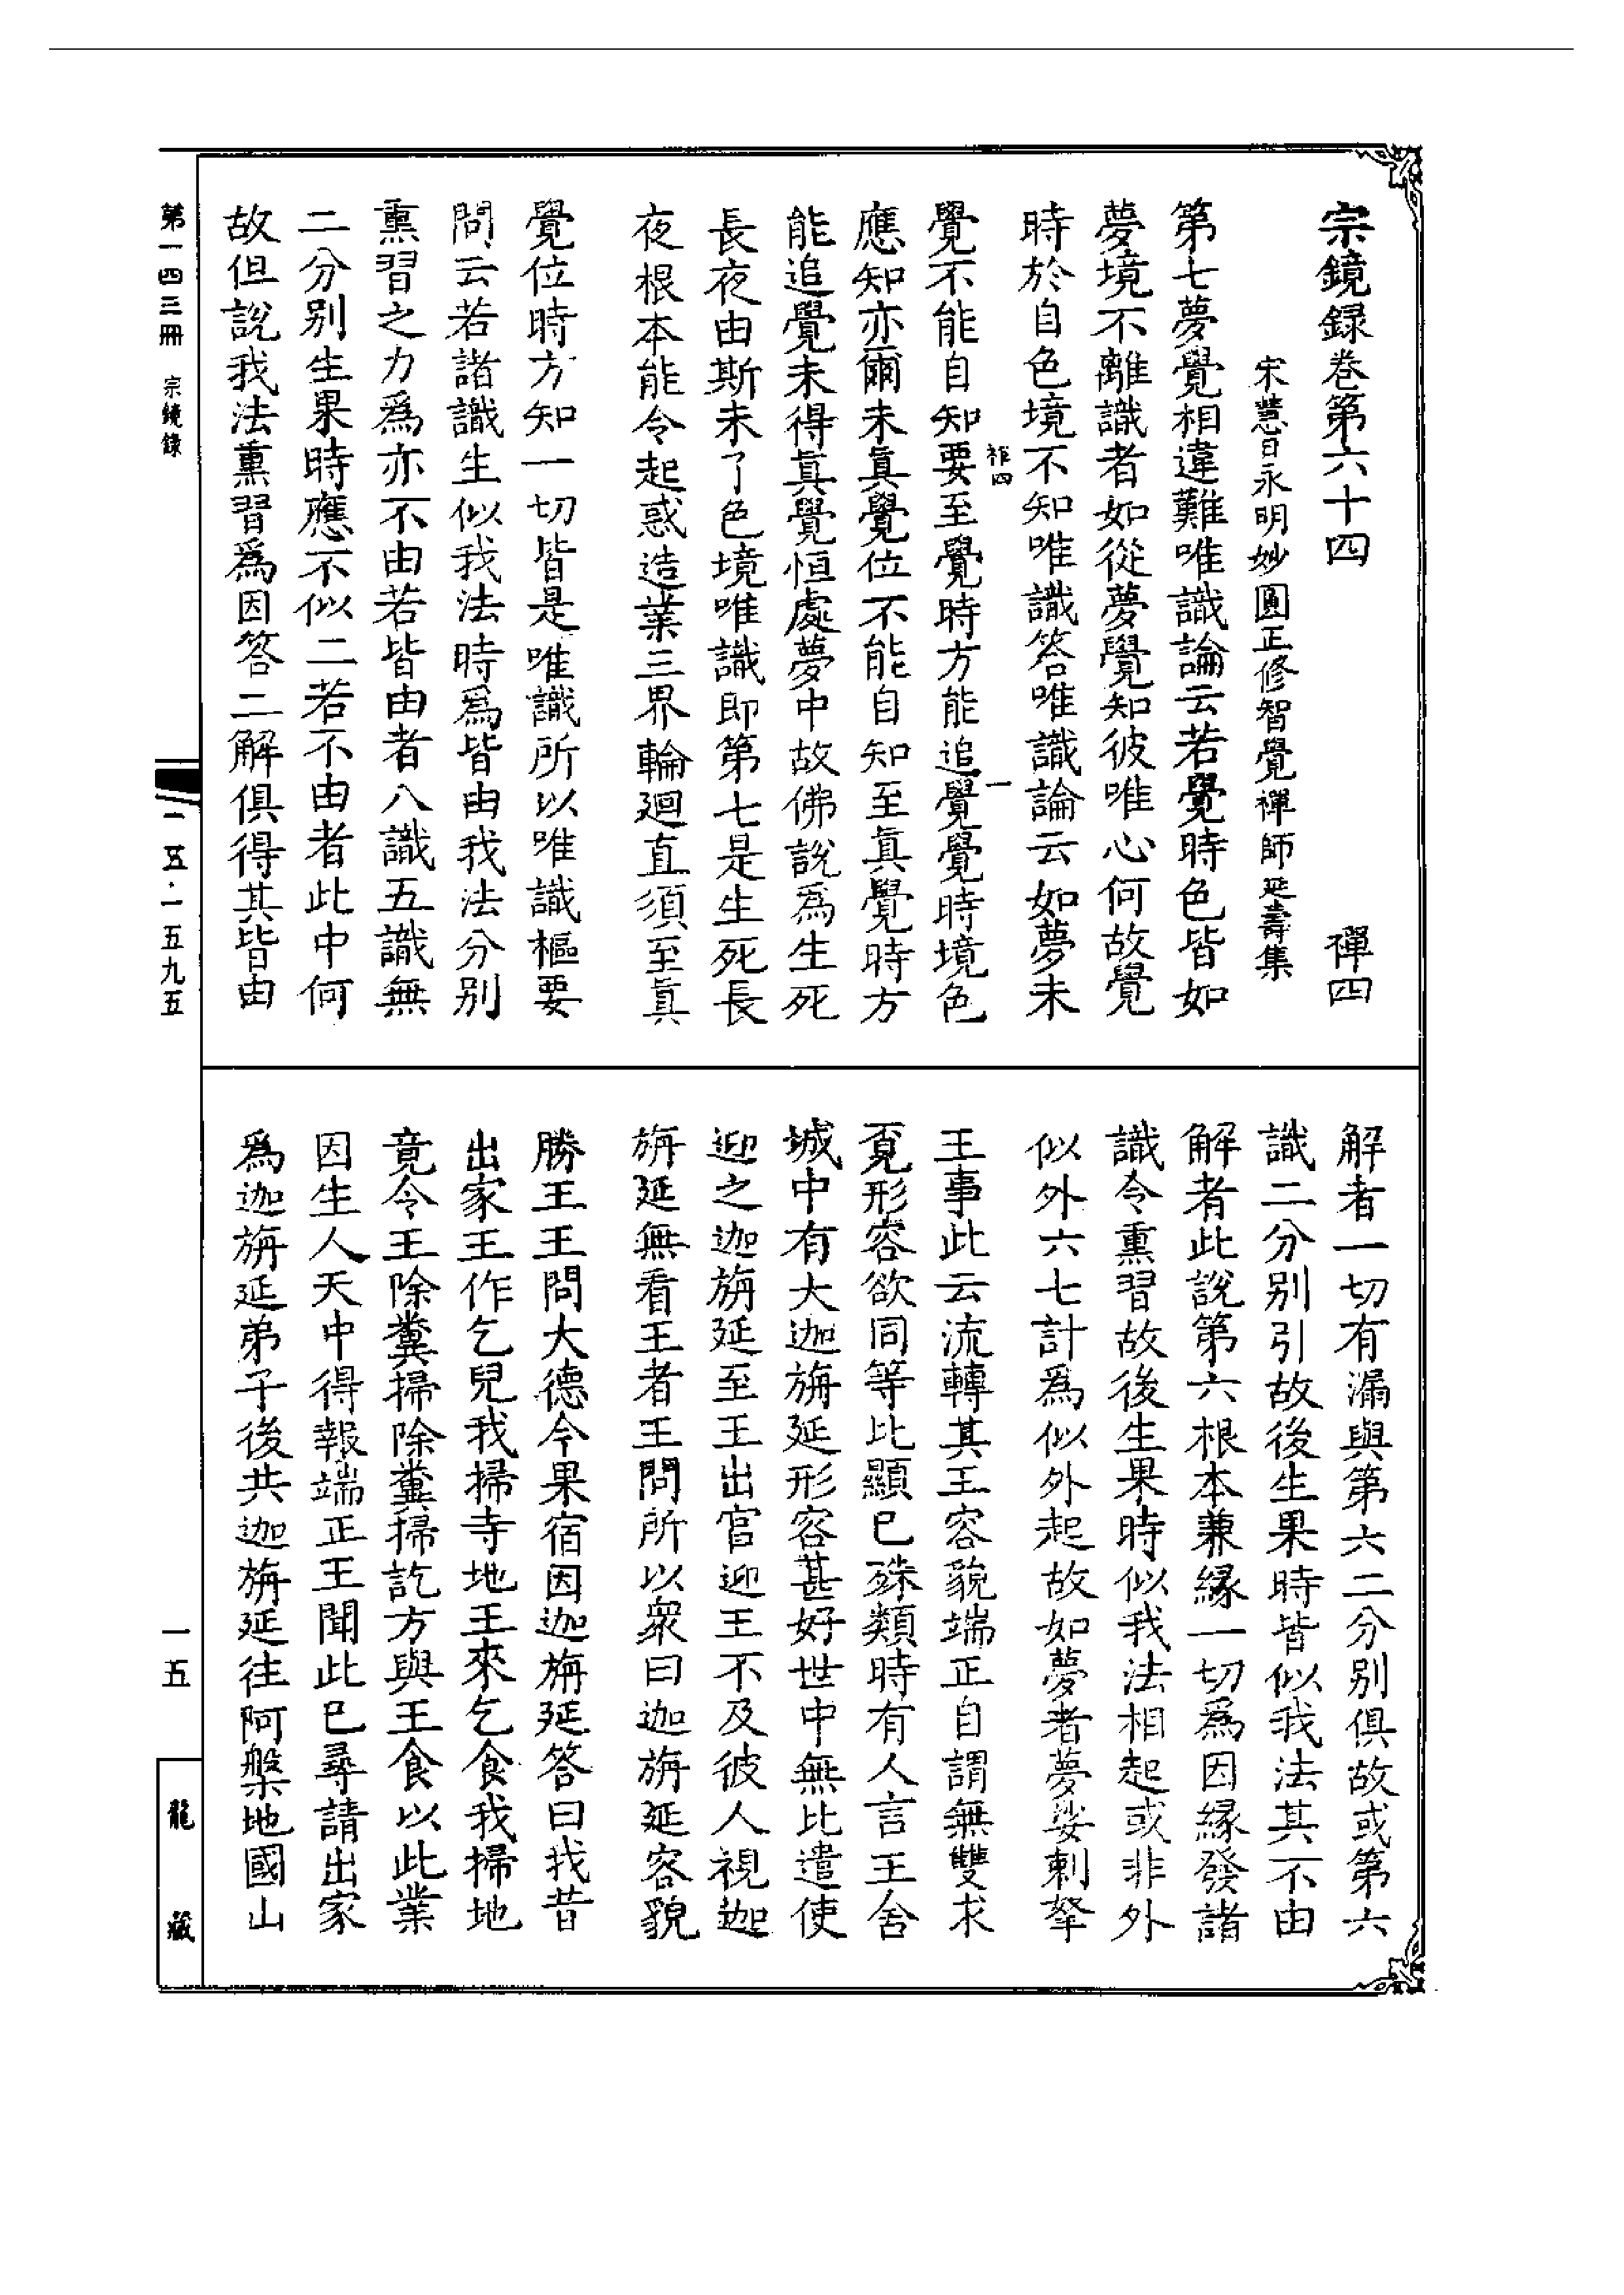 宗鏡録卷第六十四　禪四
宋慧日永明妙圓正修智覺禪師延壽集
第七夢覺相違難唯識論云若覺時色皆如
夢境不離識者如從夢覺知彼唯心何故覺
時於自色境不知唯識答唯識論云如夢未
禪四　一
覺不能自知要至覺時方能追覺覺時境色
應知亦爾未真覺位不能自知至真覺時方
能追覺未得真覺恒處夢中故佛說為生死
長夜由斯未了色境唯識即第七是生死長
夜根本能令起惑造業三界輪廻直須至真
覺位時方知一切皆是唯識所以唯識樞要
問云若諸識生似我法時為皆由我法分別
熏習之力為亦不由若皆由者八識五識無
二分別生果時應不似二若不由者此中何
故但說我法熏習為因答二解俱得其皆由
解者一切有漏與第六二分別俱故或第六
識二分別引故後生果時皆似我法其不由
解者此說第六根本兼緣一切為因緣發諸
識令熏習故後生果時似我法相起或非外
似外六七計為似外起故如夢者夢娑剌拏
王事此云流轉其王容貌端正自謂無雙求
覓形容欲同等比顯已殊類時有人言王舍
城中有大迦旃延形容甚好世中無比遣使
迎之迦旃延至王出宮迎王不及彼人視迦
旃延無看王者王問所以衆曰迦旃延容貌
勝王王問大德今果宿因迦旃延答曰我昔
出家王作乞兒我掃寺地王來乞食我掃地
竟令王除糞掃除糞掃訖方與王食以此業
因生人天中得報端正王聞此已尋請出家
為迦旃延弟子後共迦旃延往阿槃地國山
第一四三冊　宗鏡錄
一五·一五九五
一五
龍藏